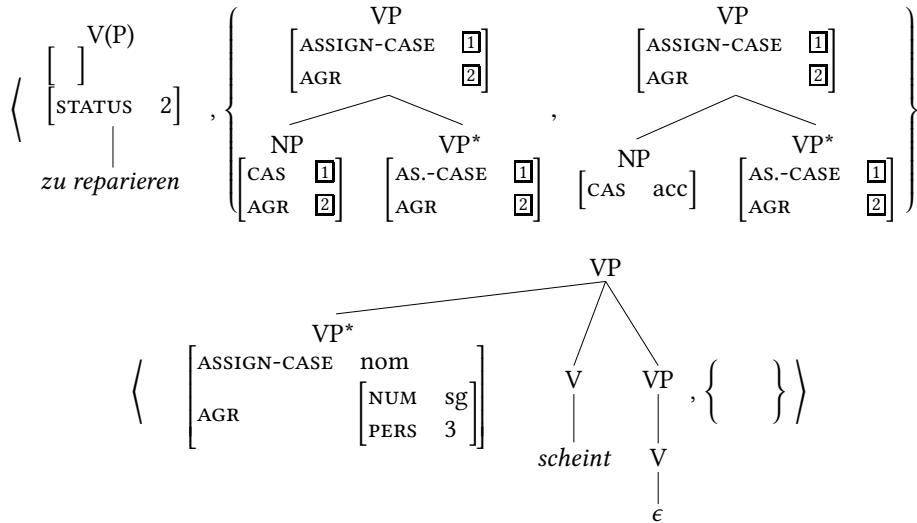 V(P) VP VP
[ ] [ASSIGN-CASE 1] [ASSIGN-CASE 1]
⟨ [STATUS 2] , { [AGR 2] , [AGR 2] }
NP VP* NP VP*
zu reparieren [CAS 1] [AS.-CASE 1] [CAS acc] [AS.-CASE 1]
[AGR 2] [AGR 2] [AGR 2]
VP
VP*
⟨ [ASSIGN-CASE nom] V VP , { } ⟩
[AGR [NUM sg]
[PERS 3]]
scheint V
ϵ